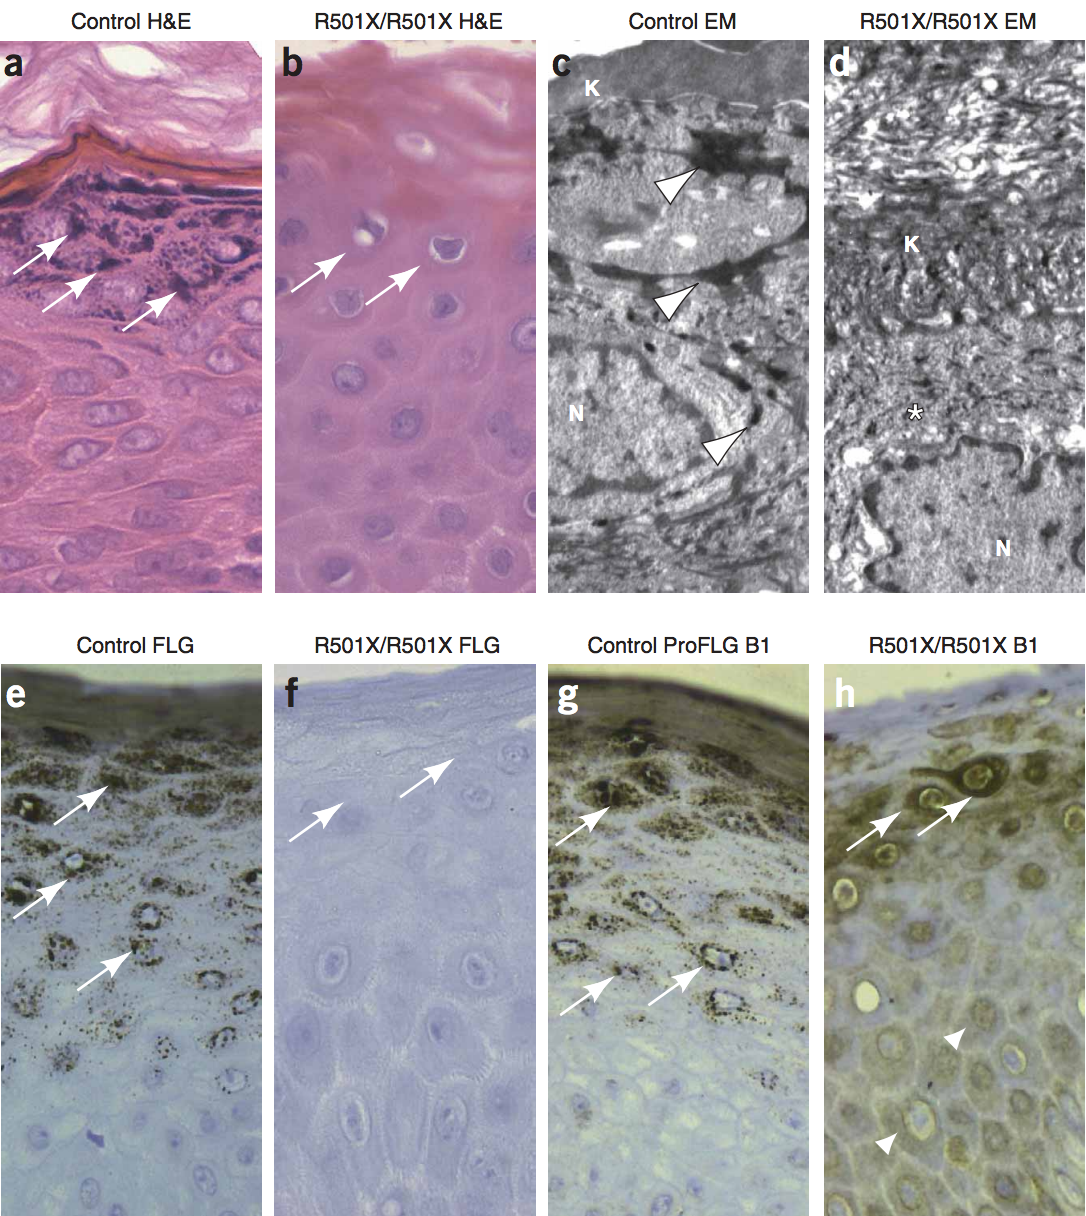 Control H&E
R501X/R501X H&E
Control EM
R501X/R501X EM
a
b
c
d
K
K
N
*
N
Control FLG
R501X/R501X FLG
Control ProFLG B1
R501X/R501X B1
e
f
g
h